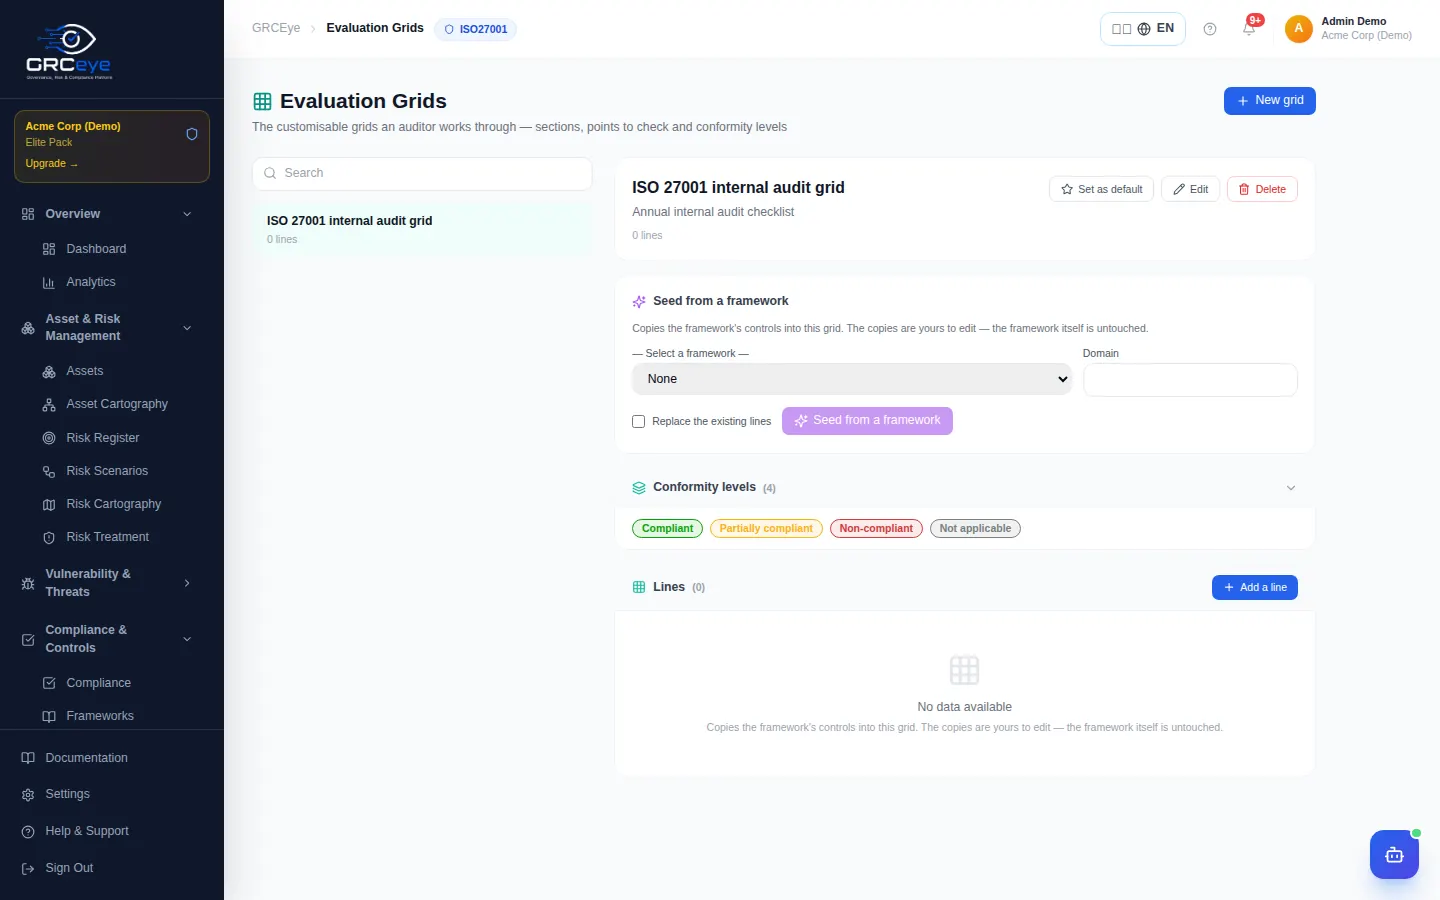 GRCeye
Governance, Risk & Compliance Platform
Acme Corp (Demo)
Elite Pack
Upgrade →
Overview
Dashboard
Analytics
Asset & Risk
Management
Assets
Asset Cartography
Risk Register
Risk Scenarios
Risk Cartography
Risk Treatment
Vulnerability &
Threats
Compliance &
Controls
Compliance
Frameworks
Documentation
Settings
Help & Support
Sign Out
GRCEye
Evaluation Grids
ISO27001
EN
9+
A
Admin Demo
Acme Corp (Demo)
Evaluation Grids
The customisable grids an auditor works through — sections, points to check and conformity levels
New grid
Search
ISO 27001 internal audit grid
0 lines
ISO 27001 internal audit grid
Annual internal audit checklist
0 lines
Set as default
Edit
Delete
Seed from a framework
Copies the framework's controls into this grid. The copies are yours to edit — the framework itself is untouched.
— Select a framework —
Domain
None
Replace the existing lines
Seed from a framework
Conformity levels (4)
Compliant
Partially compliant
Non-compliant
Not applicable
Lines (0)
Add a line
No data available
Copies the framework's controls into this grid. The copies are yours to edit — the framework itself is untouched.